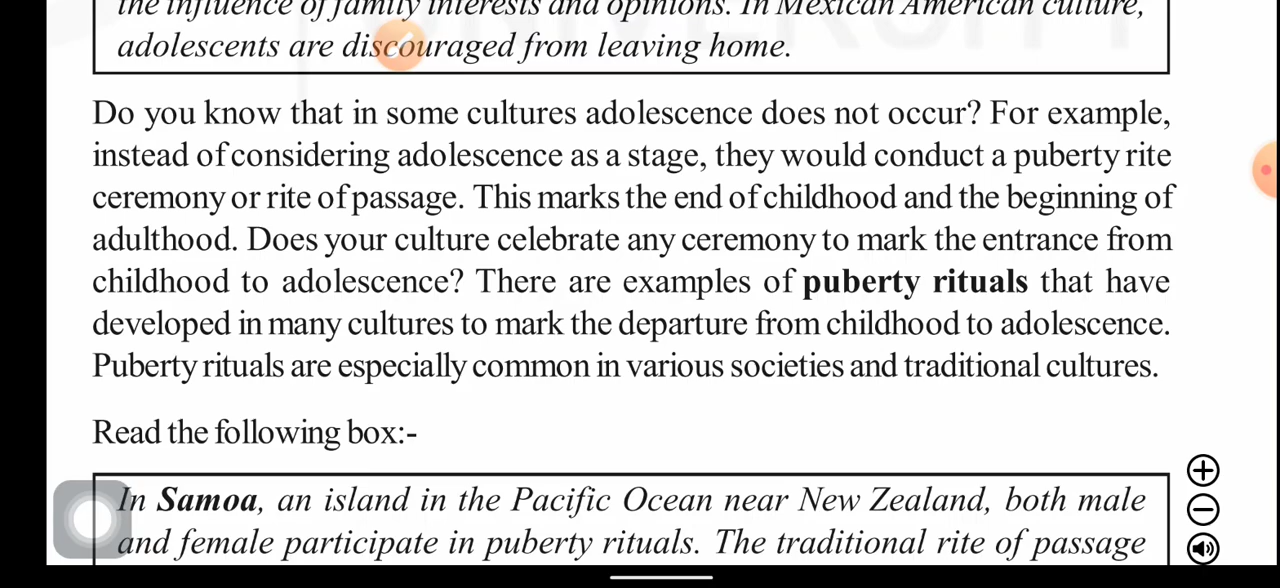 the influence of family interests and opinions. In Mexican American culture,
adolescents are discouraged from leaving home.
Do you know that in some cultures adolescence does not occur? For example,
instead of considering adolescence as a stage, they would conduct a puberty rite
ceremony or rite of passage. This marks the end of childhood and the beginning of
adulthood. Does your culture celebrate any ceremony to mark the entrance from
childhood to adolescence? There are examples of puberty rituals that have
developed in many cultures to mark the departure from childhood to adolescence.
Puberty rituals are especially common in various societies and traditional cultures.
Read the following box:-
In Samoa, an island in the Pacific Ocean near New Zealand, both male
and female participate in puberty rituals. The traditional rite of passage